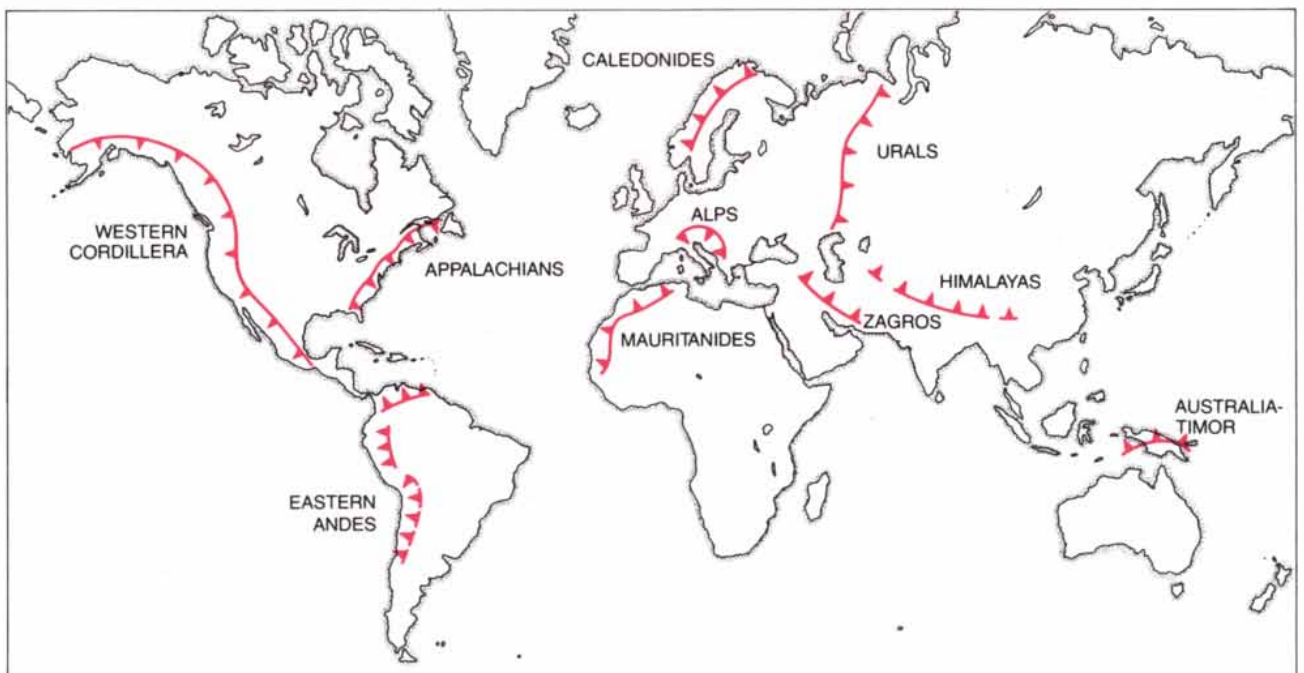 CALEDONIDES
URALS
ALPS
WESTERN
CORDILLERA
APPALACHIANS
HIMALAYAS
ZAGROS
MAURITANIDES
AUSTRALIA-
TIMOR
EASTERN
ANDES